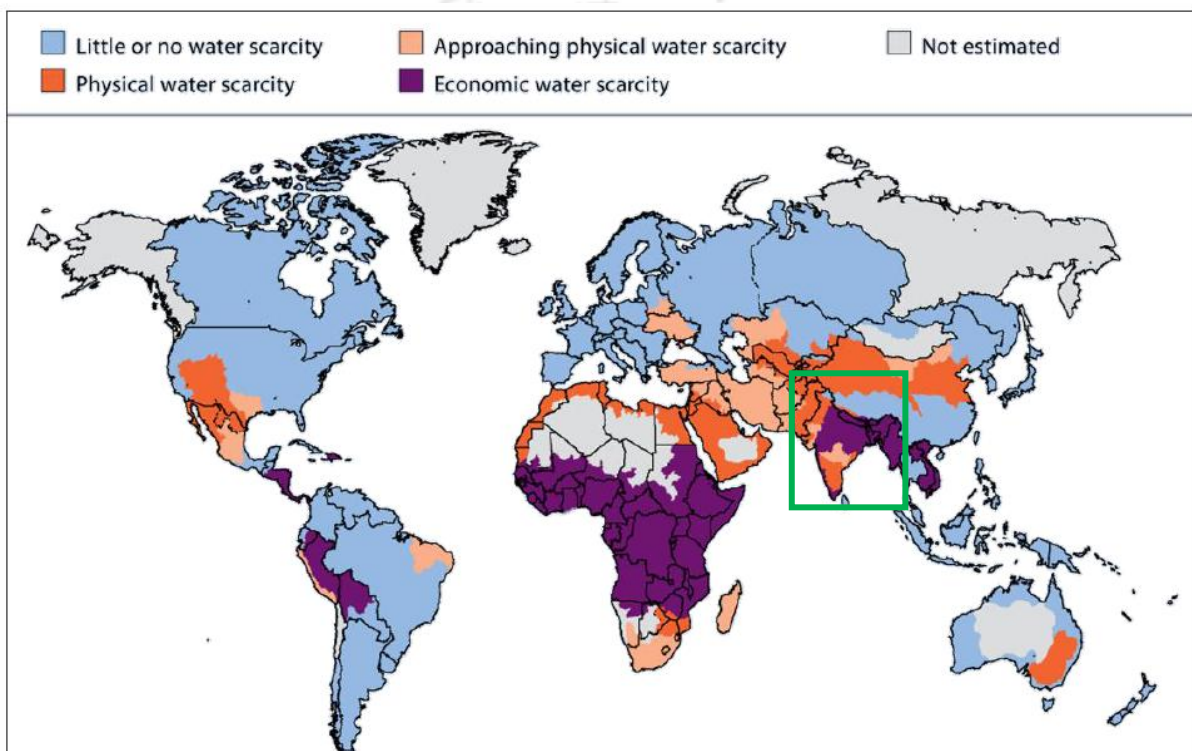 Little or no water scarcity
Approaching physical water scarcity
Not estimated
Physical water scarcity
Economic water scarcity